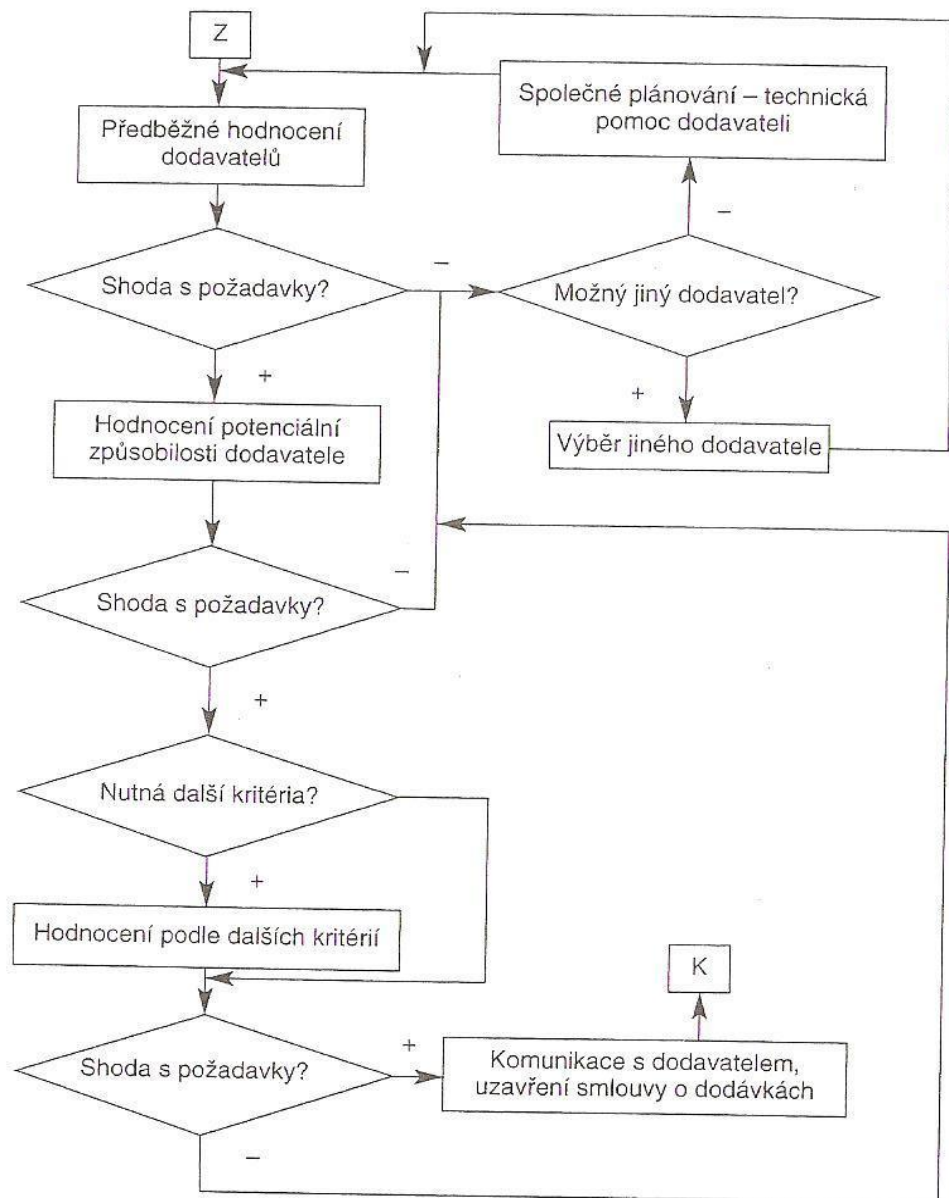 Z
Společné plánování – technická
pomoc dodavateli
Předběžné hodnocení
dodavatelů
–
–
Shoda s požadavky?
Možný jiný dodavatel?
+
+
Hodnocení potenciální
způsobilosti dodavatele
Výběr jiného dodavatele
–
Shoda s požadavky?
+
Nutná další kritéria?
+
Hodnocení podle dalších kritérií
K
+
Shoda s požadavky?
Komunikace s dodavatelem,
uzavření smlouvy o dodávkách
–